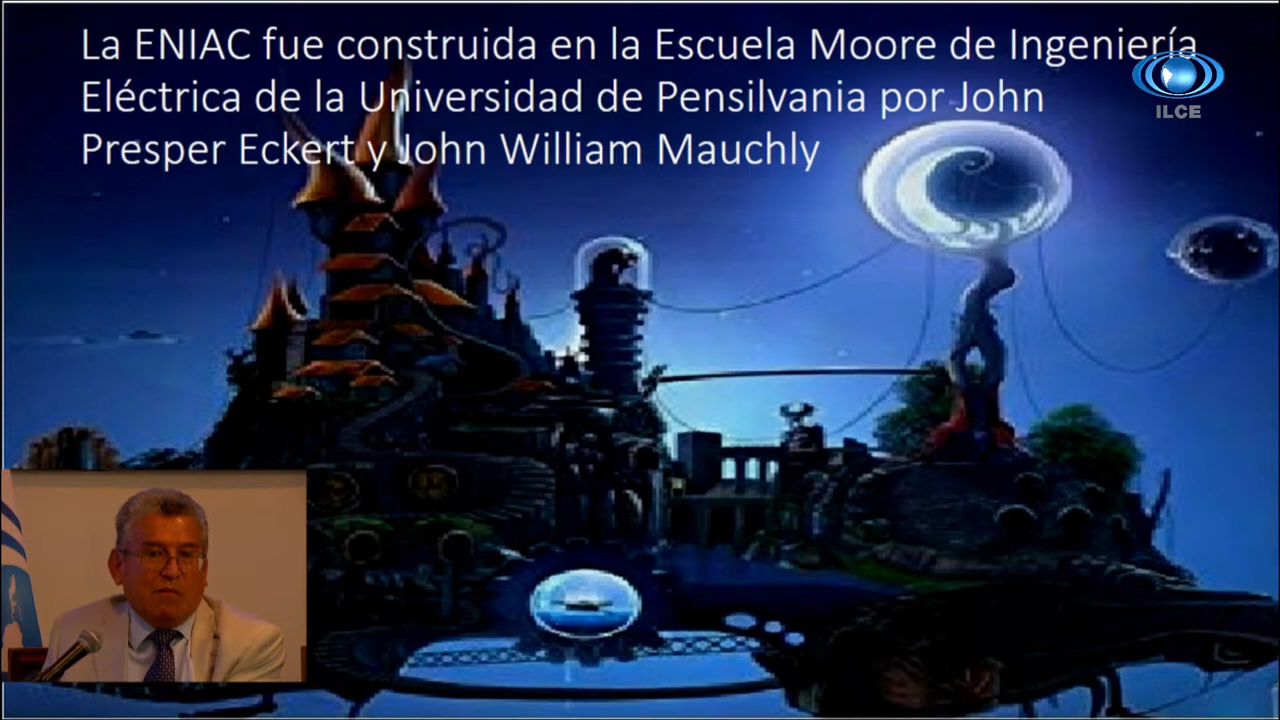 La ENIAC fue construida en la Escuela Moore de Ingeniería
Eléctrica de la Universidad de Pensilvania por John
Presper Eckert y John William Mauchly
ILCE